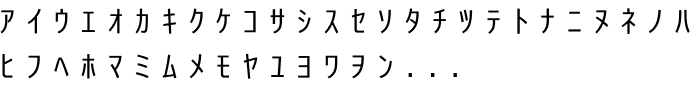 ｱ ｲ ｳ ｴ ｵ ｶ ｷ ｸ ｹ ｺ ｻ ｼ ｽ ｾ ｿ ﾀ ﾁ ﾂ ﾃ ﾄ ﾅ ﾆ ﾇ ﾈ ﾉ ﾊ
ﾋ ﾌ ﾍ ﾎ ﾏ ﾐ ﾑ ﾒ ﾓ ﾔ ﾕ ﾖ ﾜ ｦ ﾝ . . .